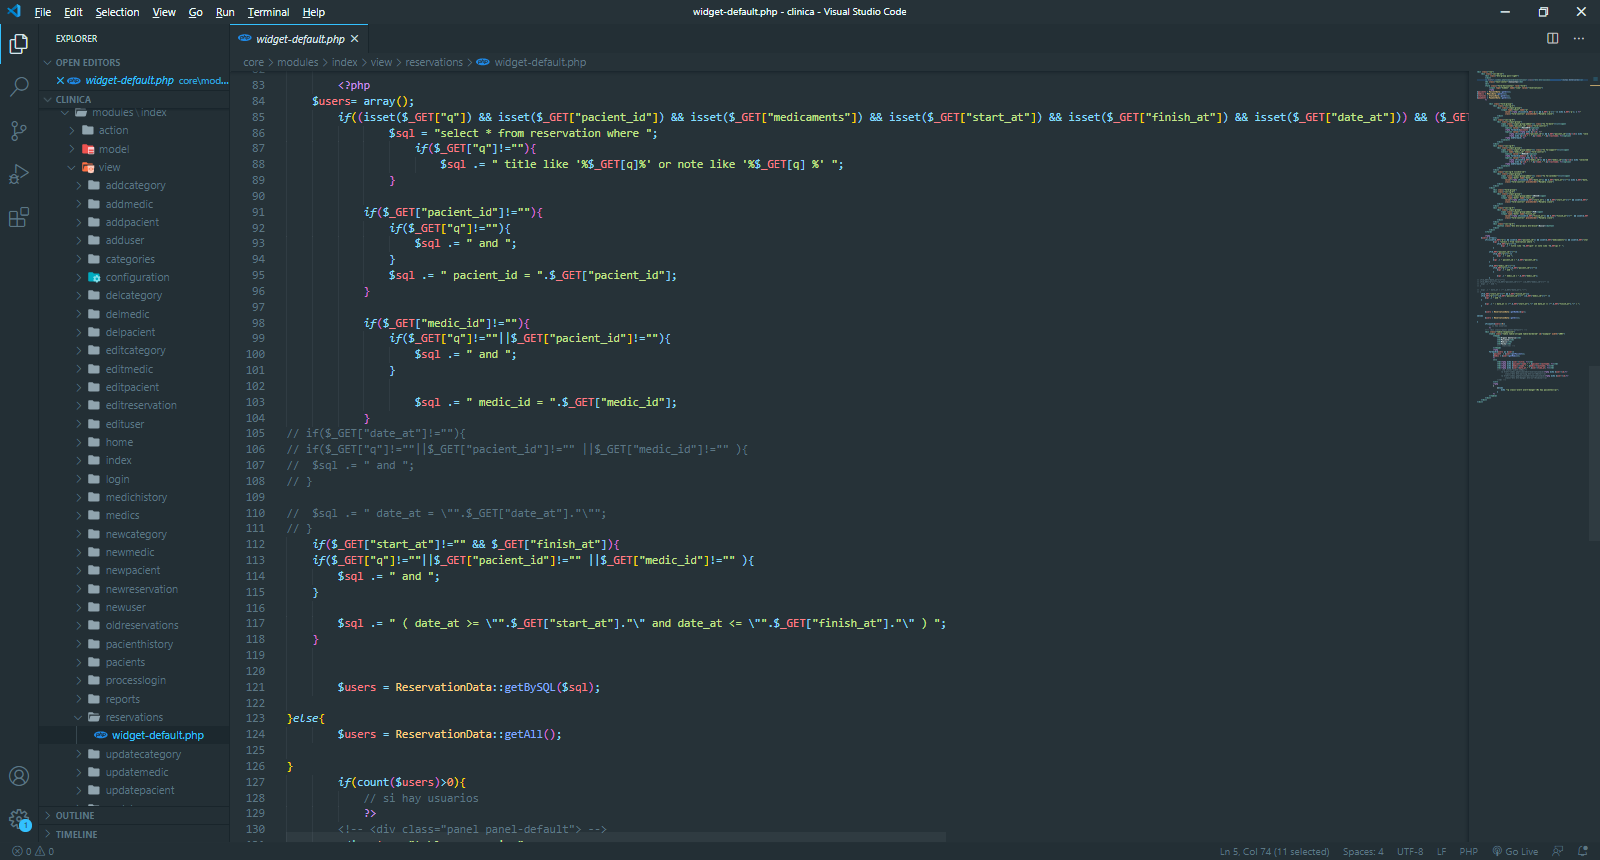 File Edit Selection View Go Run Terminal Help
widget-default.php - clinica - Visual Studio Code
EXPLORER
OPEN EDITORS
widget-default.php core\mod...
CLINICA
modules\index
action
model
view
addcategory
addmedic
addpacient
adduser
categories
configuration
delcategory
delmedic
delpacient
editcategory
editmedic
editpacient
editreservation
edituser
home
index
login
medichistory
medics
newcategory
newmedic
newpacient
newreservation
newuser
oldreservations
pacienthistory
pacients
processlogin
reports
reservations
widget-default.php
updatecategory
updatemedic
updatepacient
OUTLINE
TIMELINE
widget-default.php
core > modules > index > view > reservations > widget-default.php
83 <?php
84 $users= array();
85 if((isset($_GET["q"]) && isset($_GET["pacient_id"]) && isset($_GET["medicaments"]) && isset($_GET["start_at"]) && isset($_GET["finish_at"]) && isset($_GET["date_at"])) && ($_GE
86 $sql = "select * from reservation where ";
87 if($_GET["q"]!=""){
88 $sql .= " title like '%$_GET[q]%' or note like '%$_GET[q] %' ";
89 }
90
91 if($_GET["pacient_id"]!=""){
92 if($_GET["q"]!=""){
93 $sql .= " and ";
94 }
95 $sql .= " pacient_id = ".$_GET["pacient_id"];
96 }
97
98 if($_GET["medic_id"]!=""){
99 if($_GET["q"]!=""||$_GET["pacient_id"]!=""){
100 $sql .= " and ";
101 }
102
103 $sql .= " medic_id = ".$_GET["medic_id"];
104 }
105 // if($_GET["date_at"]!=""){
106 // if($_GET["q"]!=""||$_GET["pacient_id"]!="" ||$_GET["medic_id"]!="" ){
107 // $sql .= " and ";
108 // }
109
110 // $sql .= " date_at = \"".$_GET["date_at"]."\"";
111 // }
112 if($_GET["start_at"]!="" && $_GET["finish_at"]){
113 if($_GET["q"]!=""||$_GET["pacient_id"]!="" ||$_GET["medic_id"]!="" ){
114 $sql .= " and ";
115 }
116
117 $sql .= " ( date_at >= \"".$_GET["start_at"]."\" and date_at <= \"".$_GET["finish_at"]."\" ) ";
118 }
119
120
121 $users = ReservationData::getBySQL($sql);
122
123 }else{
124 $users = ReservationData::getAll();
125
126 }
127 if(count($users)>0){
128 // si hay usuarios
129 ?>
130 <!-- <div class="panel panel-default"> -->
0 0
1
Ln 5, Col 74 (11 selected) Spaces: 4 UTF-8 LF PHP Go Live